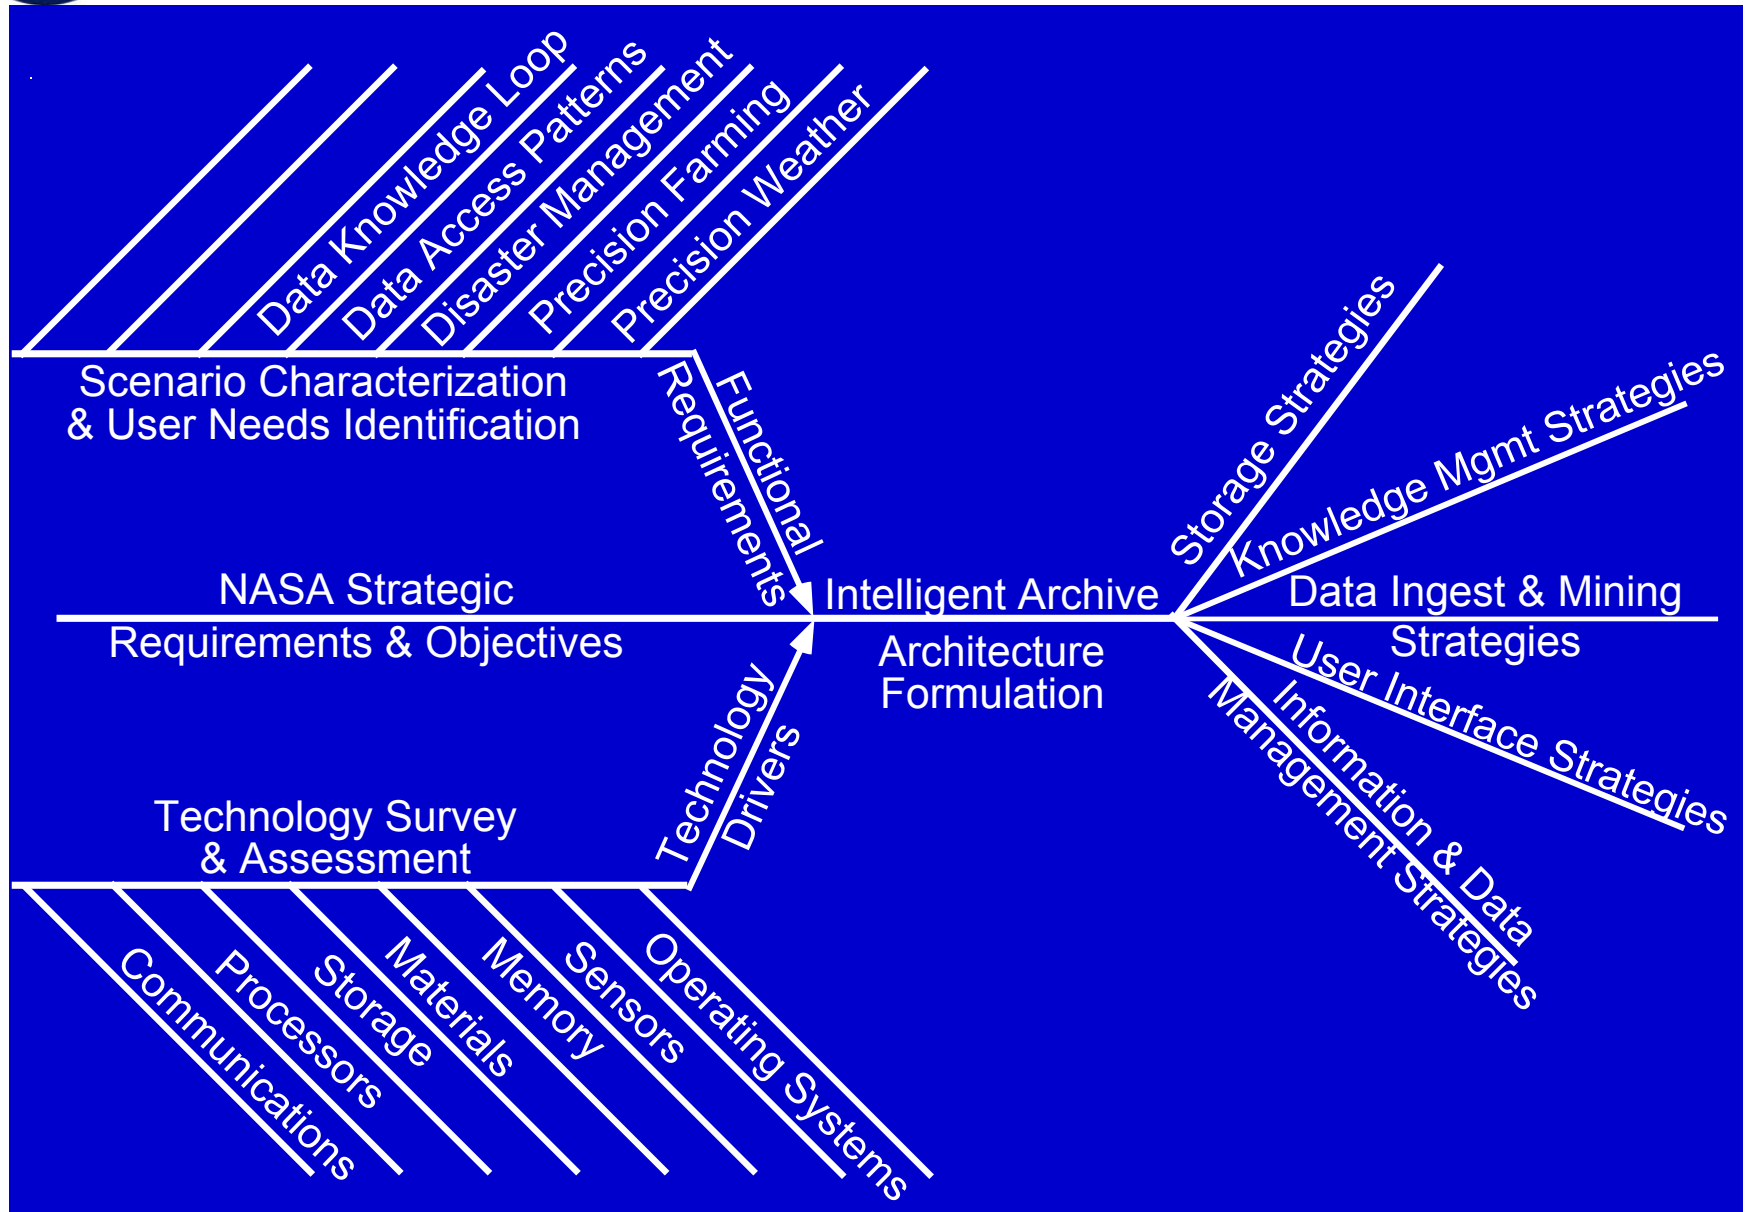 Data Knowledge Loop
Data Access Patterns
Disaster Management
Precision Farming
Precision Weather
Scenario Characterization
& User Needs Identification
Functional
Requirements
NASA Strategic
Requirements & Objectives
Technology Survey
& Assessment
Technology
Drivers
Communications
Processors
Storage
Materials
Memory
Sensors
Operating Systems
Intelligent Archive
Architecture
Formulation
Storage Strategies
Knowledge Mgmt Strategies
Data Ingest & Mining
Strategies
User Interface Strategies
Information & Data
Management Strategies